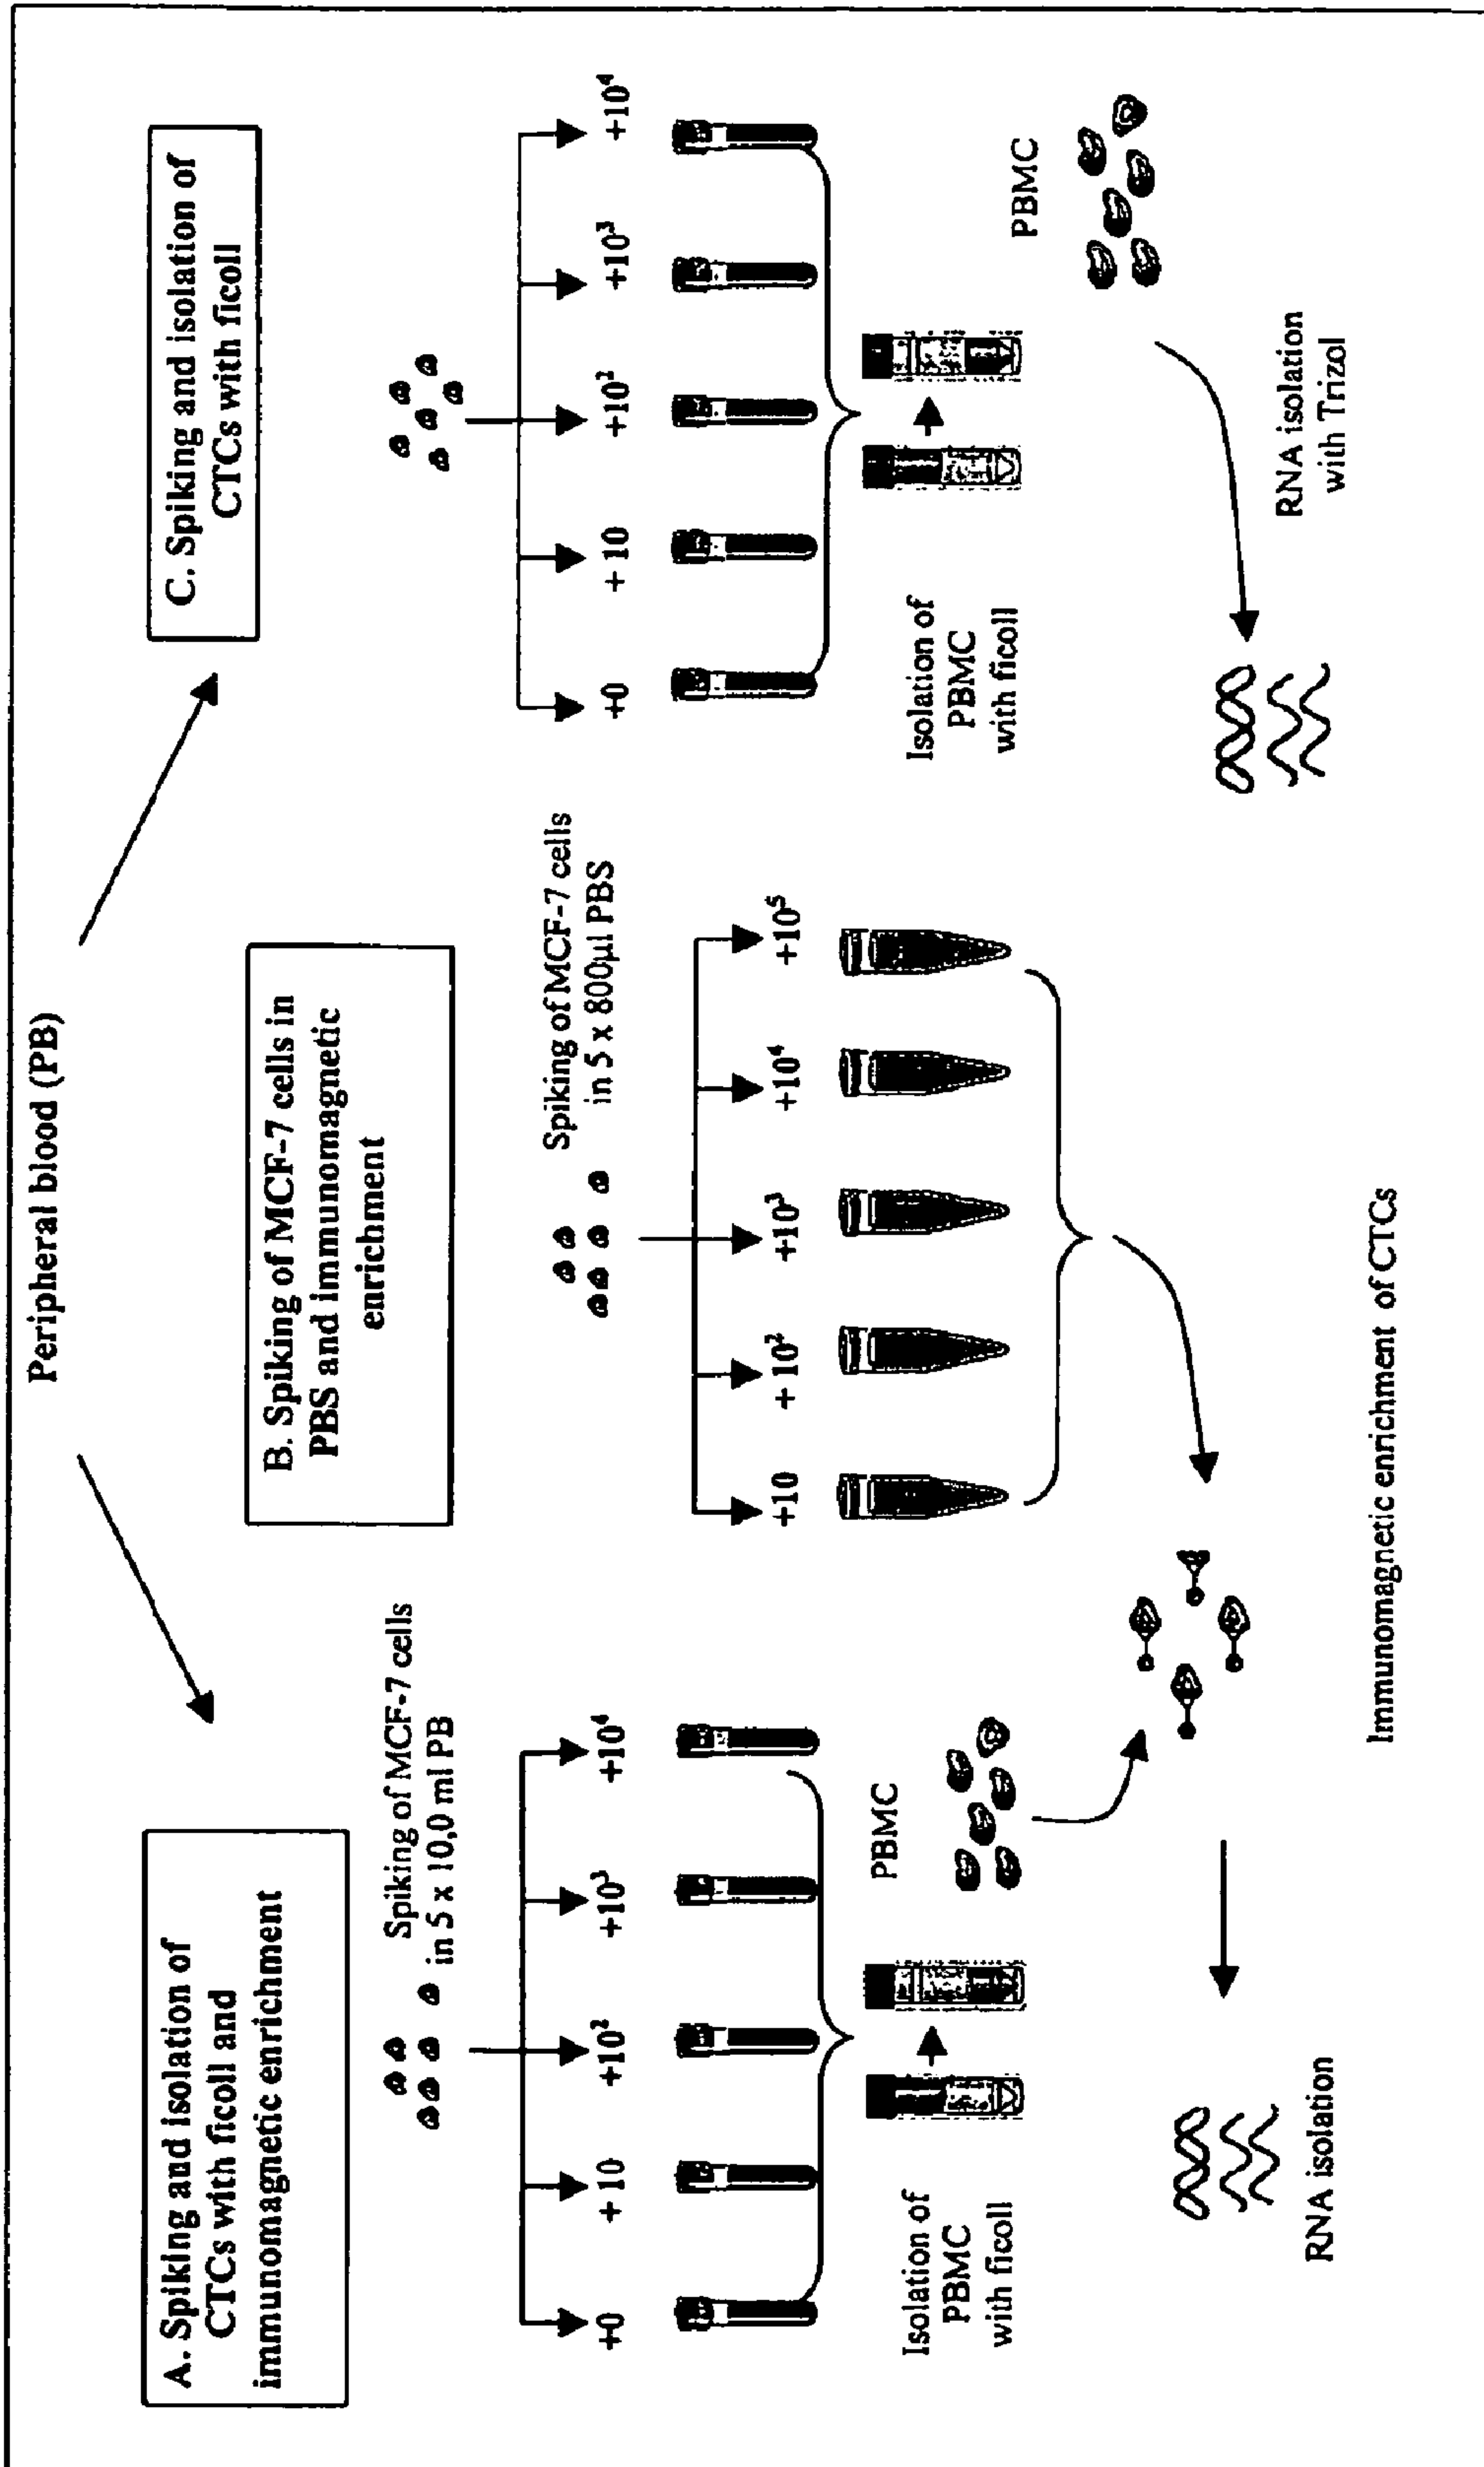 Peripheral blood (PB)
A. Spiking and isolation of
CTCs with ficoll and
immunomagnetic enrichment
Spiking of MCF-7 cells
in 5 x 10,0 ml PB
+0
+ 10
+10²
+10³
+10⁴
Isolation of
PBMC
with ficoll
PBMC
RNA isolation
B. Spiking of MCF-7 cells in
PBS and immunomagnetic
enrichment
Spiking of MCF-7 cells
in 5 x 800µl PBS
+10
+ 10²
+10³
+10⁴
+10⁵
Immunomagnetic enrichment of CTCs
C. Spiking and isolation of
CTCs with ficoll
+0
+ 10
+10²
+10³
+10⁴
Isolation of
PBMC
with ficoll
PBMC
RNA isolation
with Trizol